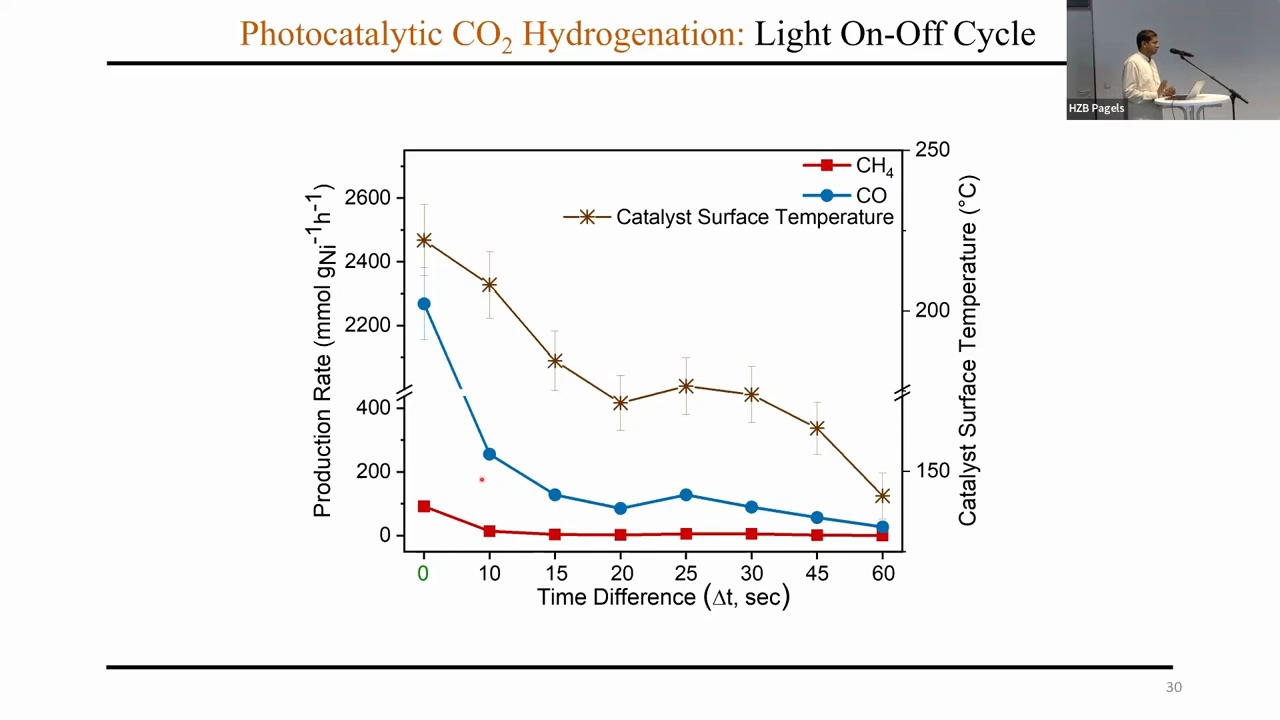 Photocatalytic CO₂ Hydrogenation: Light On-Off Cycle
HZB Pagels
CH₄
CO
Catalyst Surface Temperature
Production Rate (mmol gNi⁻¹h⁻¹)
2600
2400
2200
400
200
0
250
200
150
Catalyst Surface Temperature (°C)
0 10 15 20 25 30 45 60
Time Difference (Δt, sec)
30